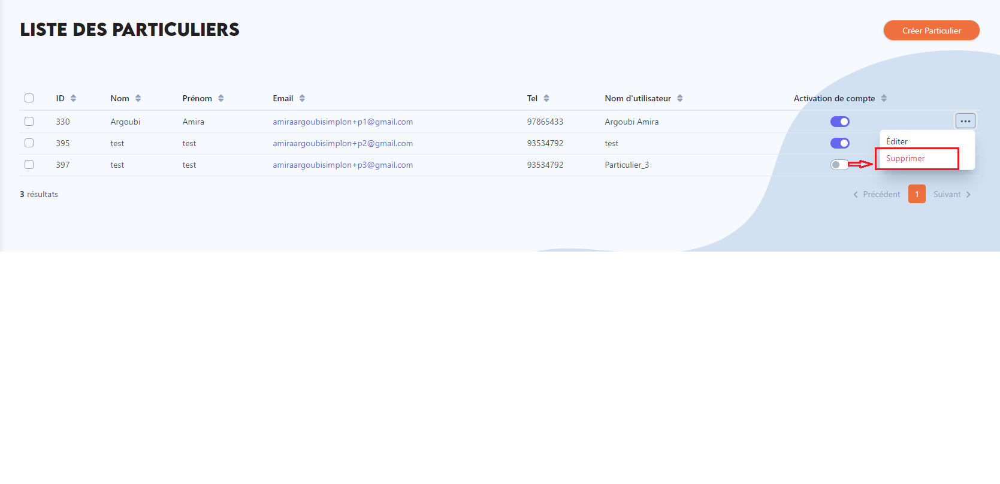 LISTE DES PARTICULIERS
Créer Particulier
ID Nom Prénom Email Tel Nom d'utilisateur Activation de compte
330 Argoubi Amira amiraargoubisimplon+p1@gmail.com 97865433 Argoubi Amira
395 test test amiraargoubisimplon+p2@gmail.com 93534792 test
Éditer
Supprimer
397 test test amiraargoubisimplon+p3@gmail.com 93534792 Particulier_3
3 résultats
Précédent 1 Suivant